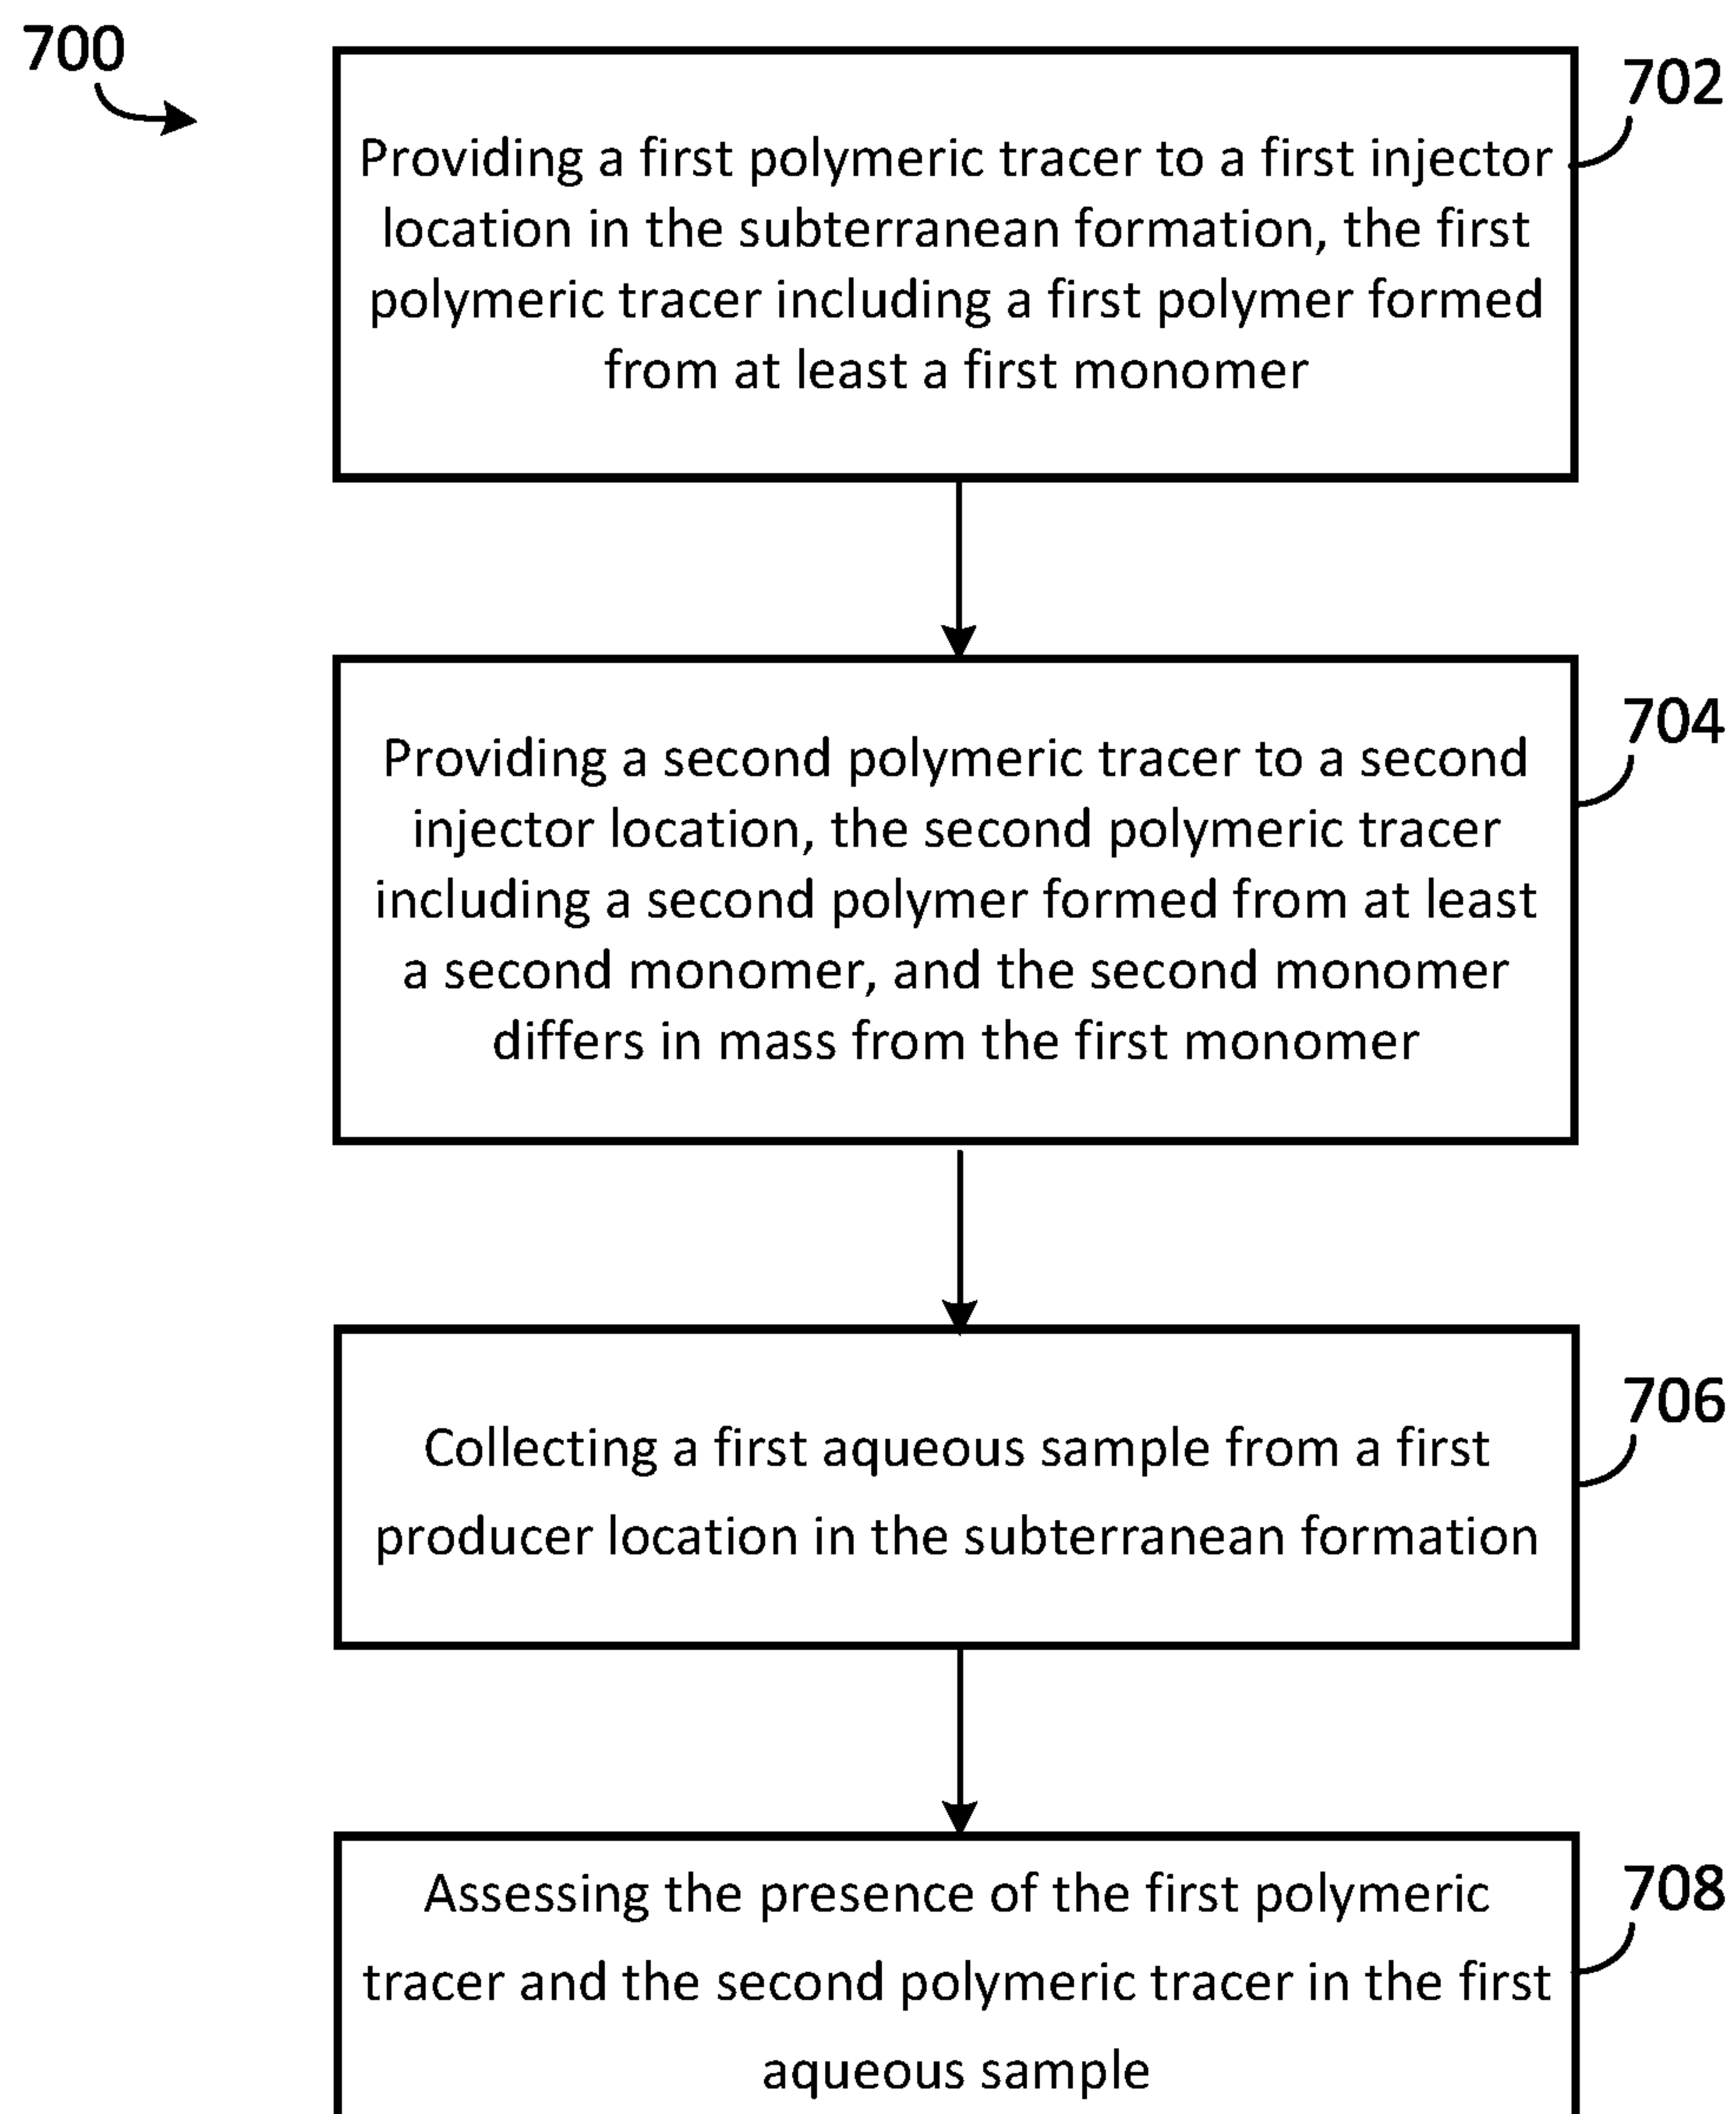 700
702
Providing a first polymeric tracer to a first injector
location in the subterranean formation, the first
polymeric tracer including a first polymer formed
from at least a first monomer
704
Providing a second polymeric tracer to a second
injector location, the second polymeric tracer
including a second polymer formed from at least
a second monomer, and the second monomer
differs in mass from the first monomer
706
Collecting a first aqueous sample from a first
producer location in the subterranean formation
708
Assessing the presence of the first polymeric
tracer and the second polymeric tracer in the first
aqueous sample